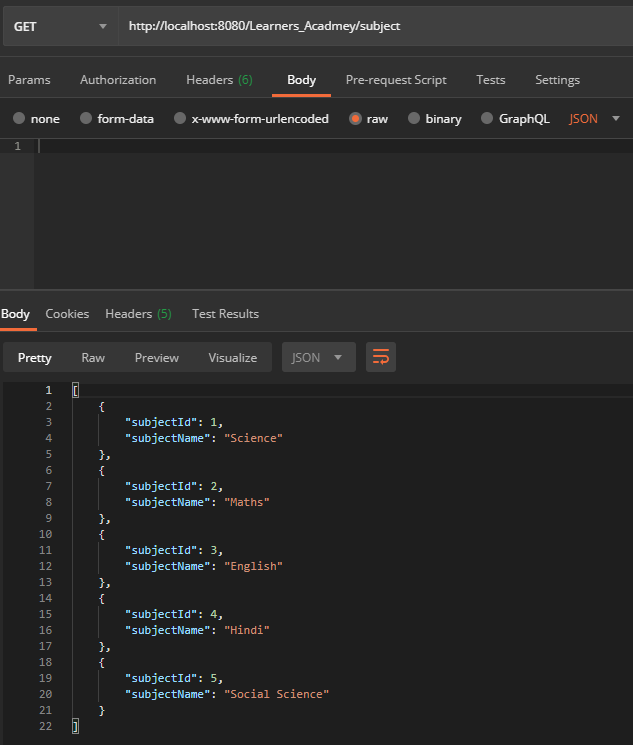 GET http://localhost:8080/Learners_Acadmey/subject
Params Authorization Headers (6) Body Pre-request Script Tests Settings
none form-data x-www-form-urlencoded raw binary GraphQL JSON
1
Body Cookies Headers (5) Test Results
Pretty Raw Preview Visualize JSON
1 [
2 {
3 "subjectId": 1,
4 "subjectName": "Science"
5 },
6 {
7 "subjectId": 2,
8 "subjectName": "Maths"
9 },
10 {
11 "subjectId": 3,
12 "subjectName": "English"
13 },
14 {
15 "subjectId": 4,
16 "subjectName": "Hindi"
17 },
18 {
19 "subjectId": 5,
20 "subjectName": "Social Science"
21 }
22 ]